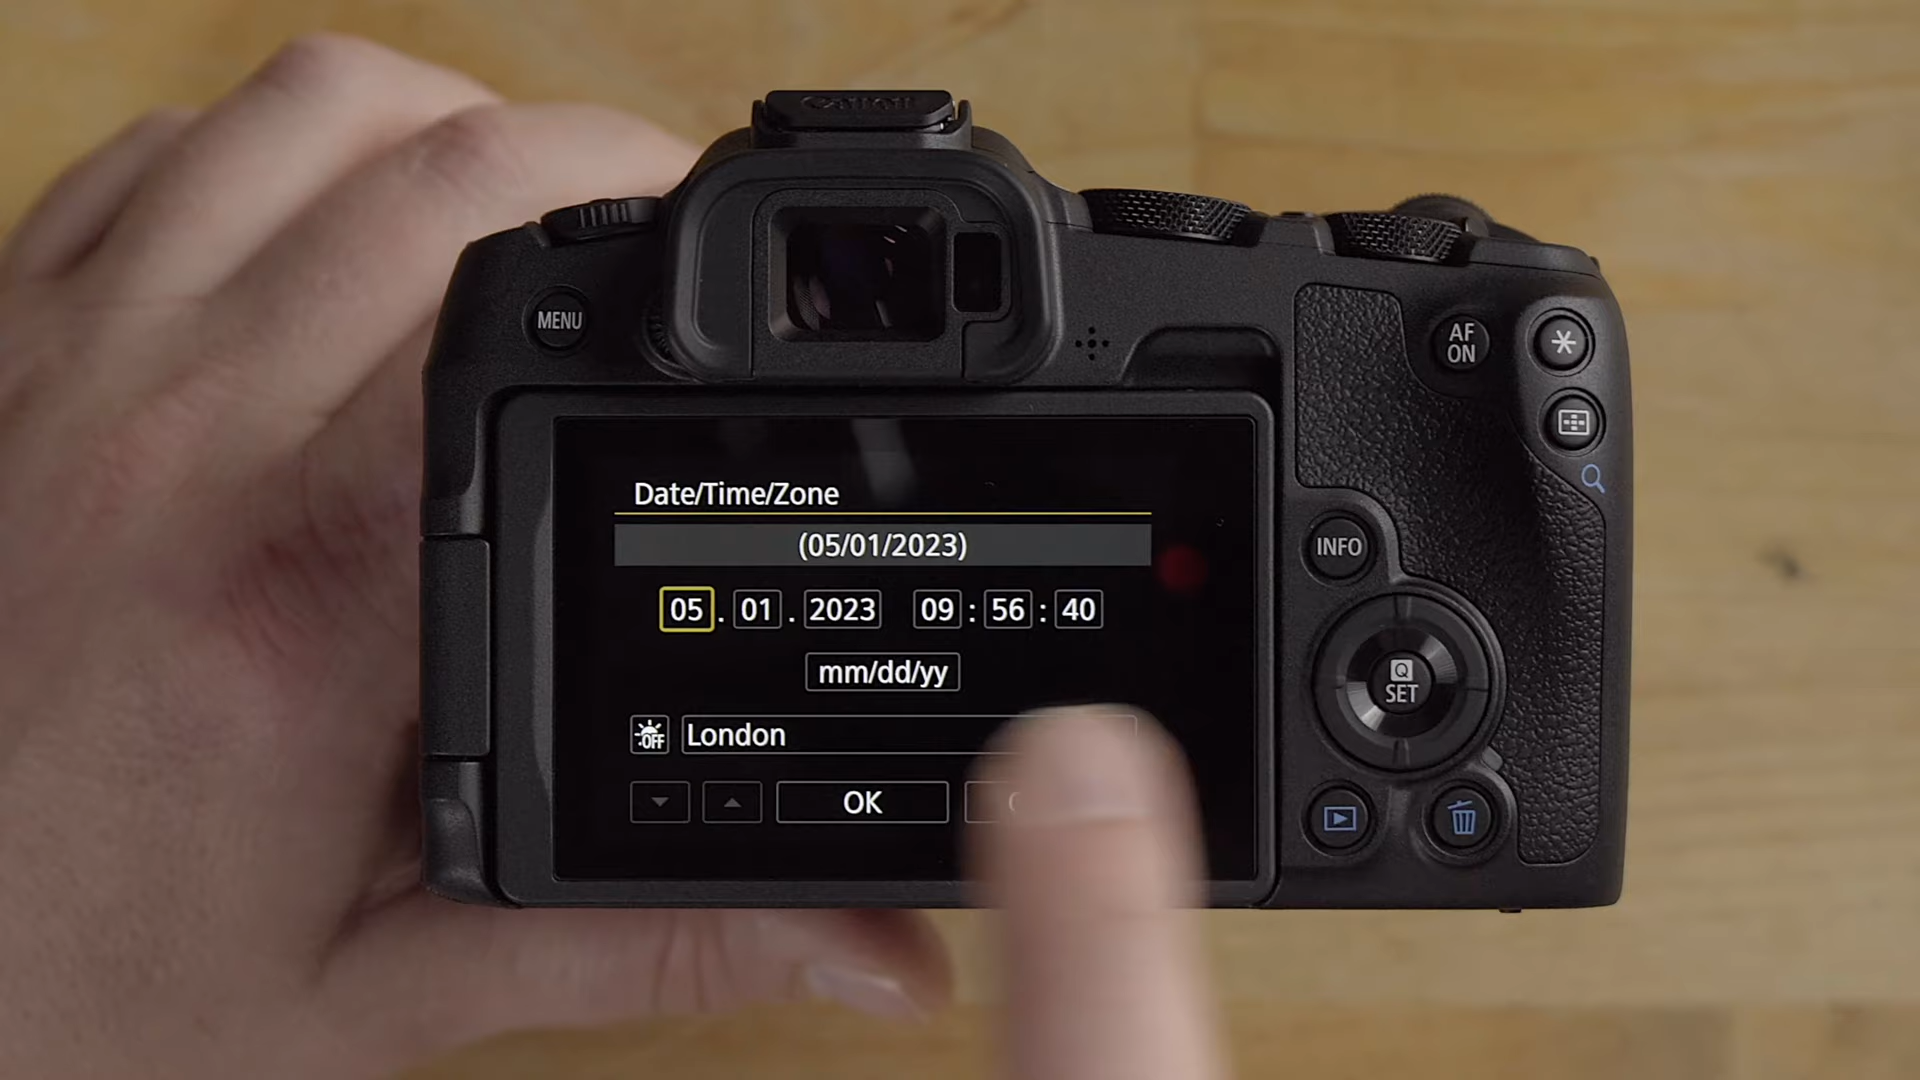 Canon
MENU
AF
ON
Date/Time/Zone
(05/01/2023)
05 . 01 . 2023 09 : 56 : 40
mm/dd/yy
OFF London
OK
INFO
Q
SET